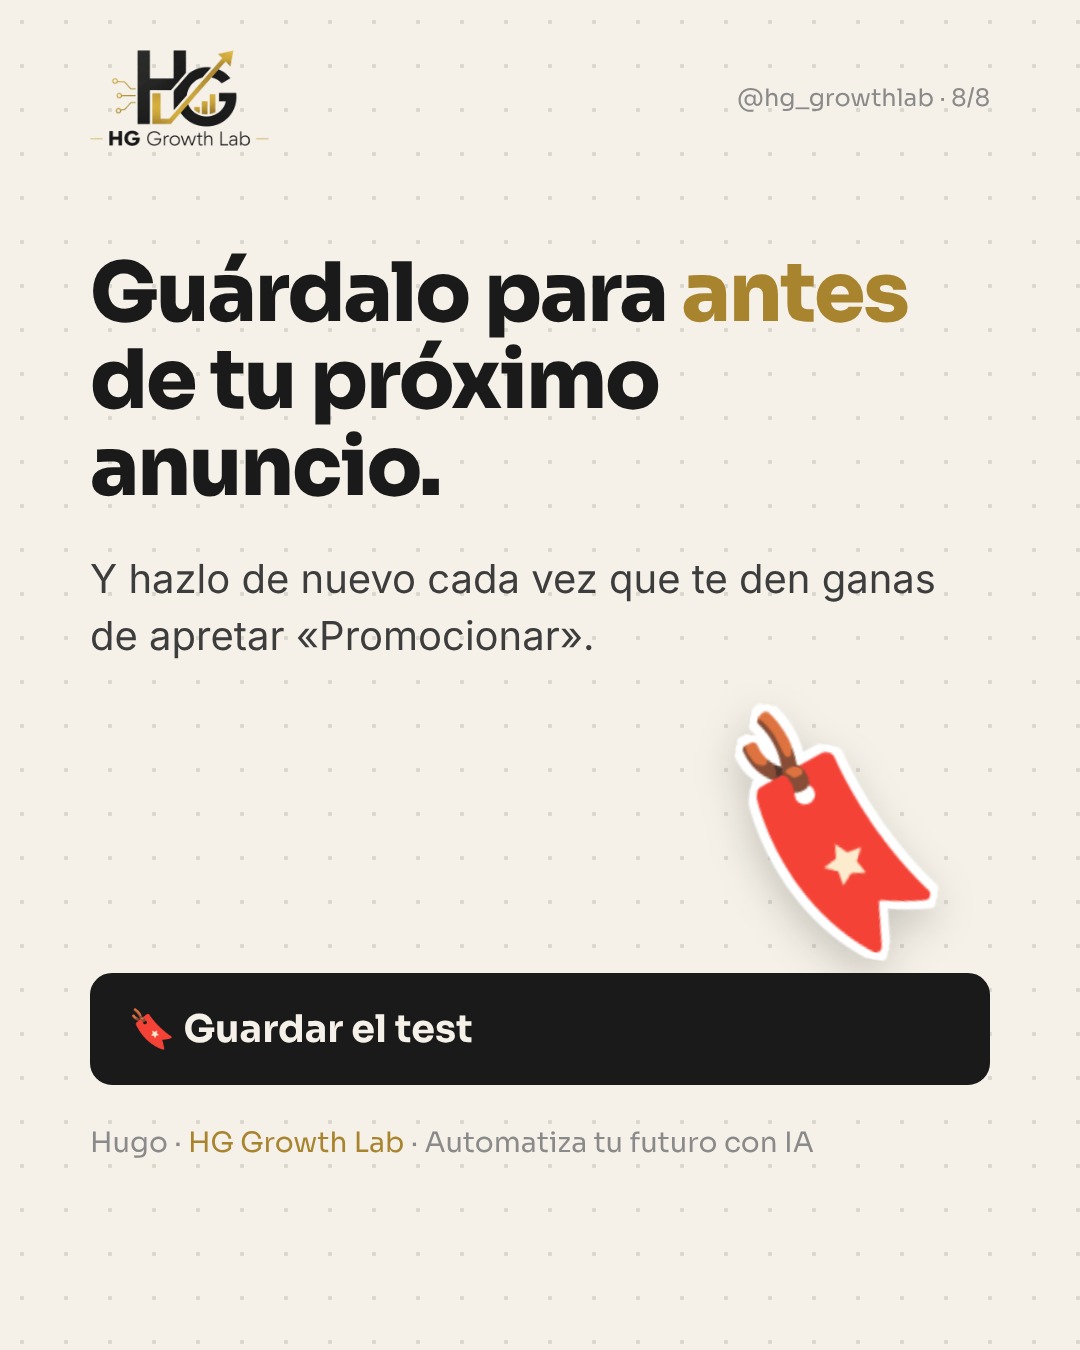 HG
HG Growth Lab
@hg_growthlab · 8/8
Guárdalo para antes
de tu próximo
anuncio.
Y hazlo de nuevo cada vez que te den ganas
de apretar «Promocionar».
Guardar el test
Hugo · HG Growth Lab · Automatiza tu futuro con IA